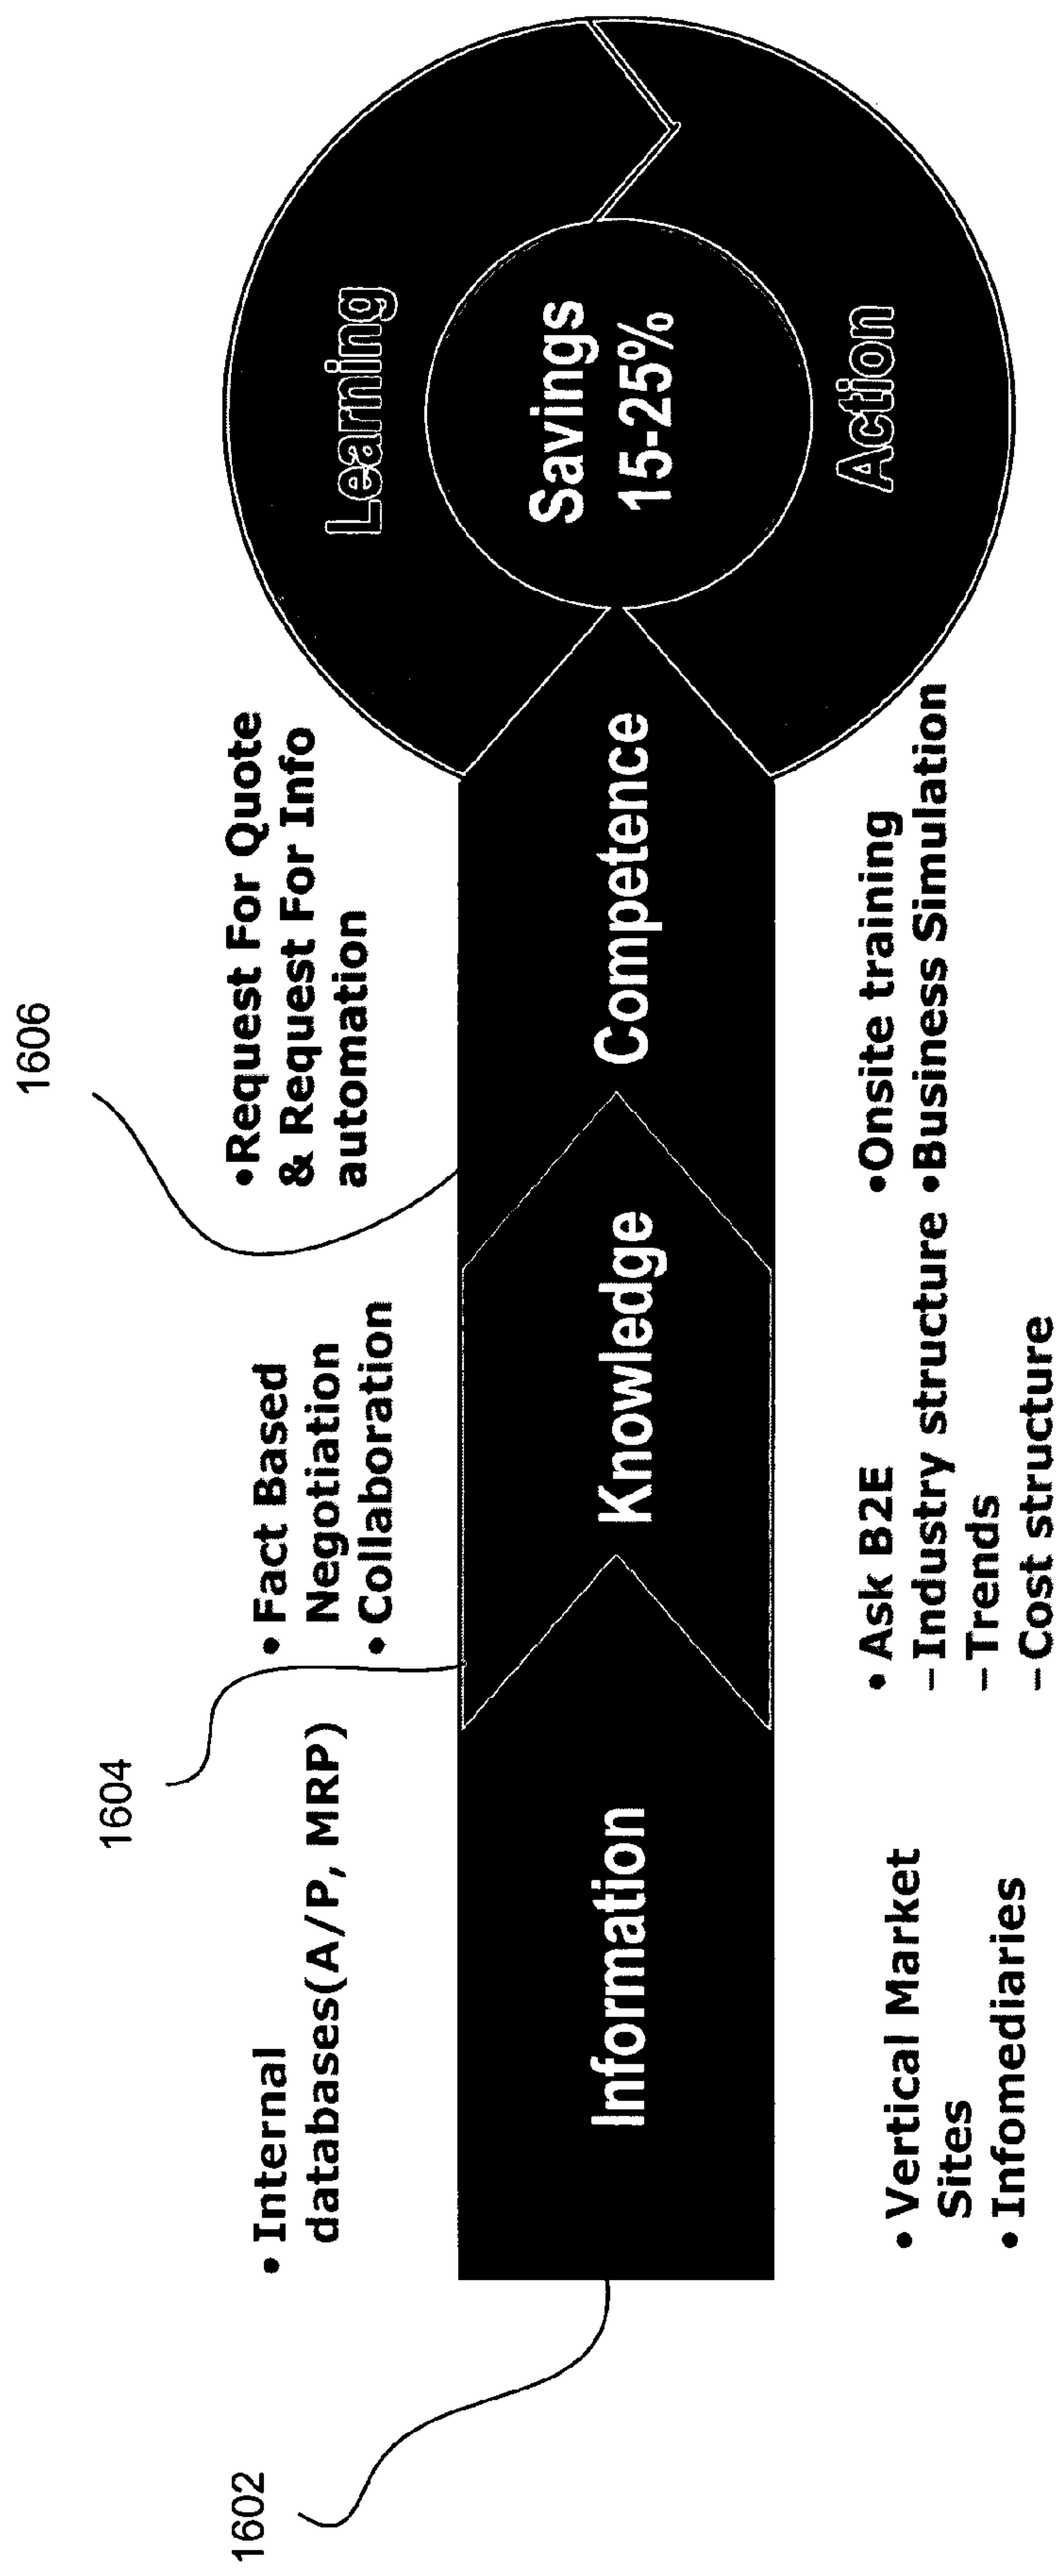 1602
1604
1606
• Internal
databases(A/P, MRP)
• Fact Based
Negotiation
• Collaboration
•Request For Quote
& Request For Info
automation
Information
Knowledge
Competence
Learning
Savings
15-25%
Action
• Vertical Market
Sites
• Infomediaries
• Ask B2E
–Industry structure
–Trends
–Cost structure
•Onsite training
•Business Simulation